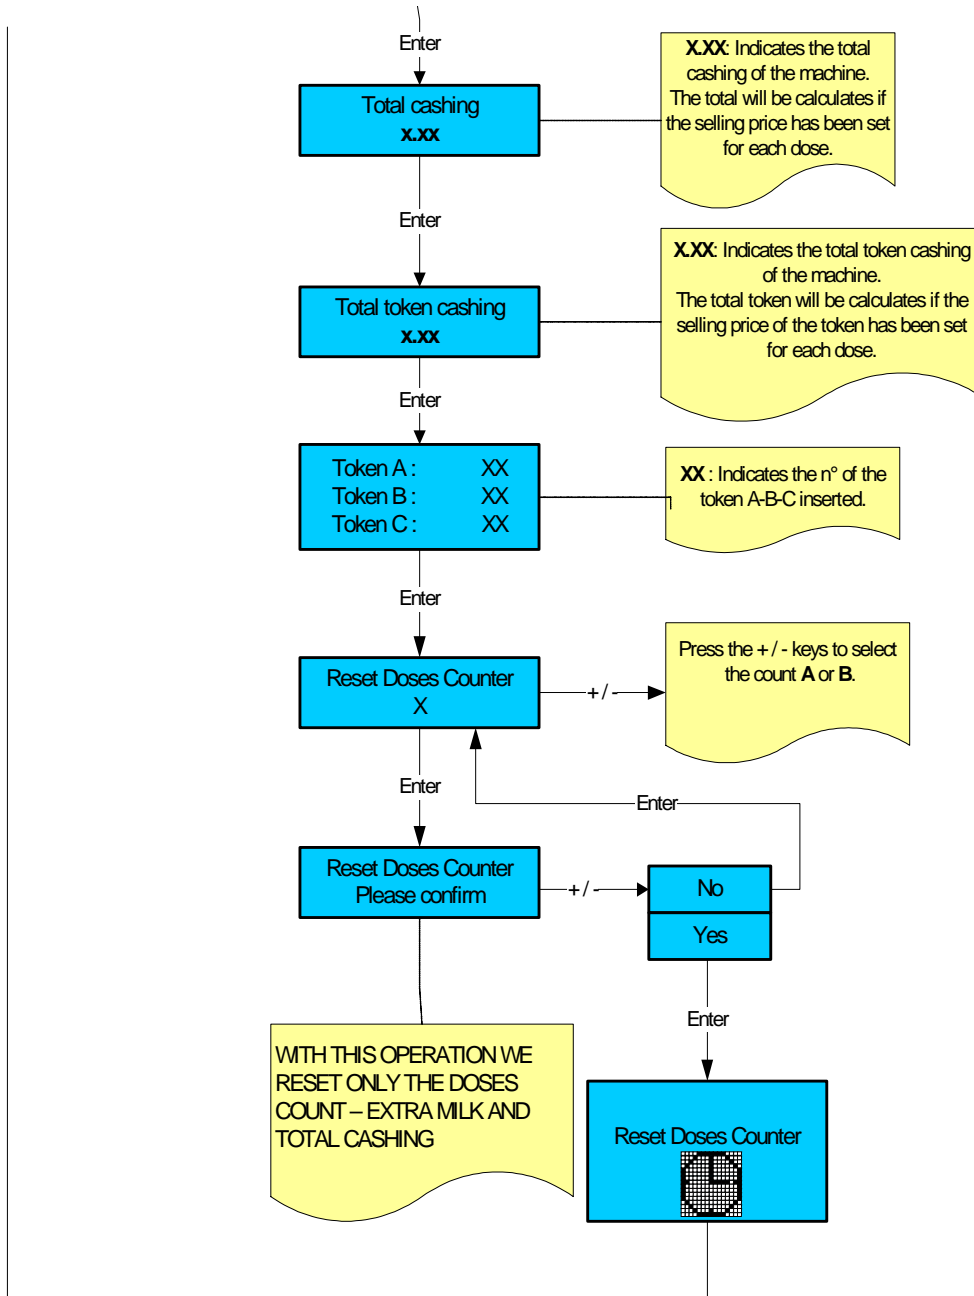 Enter
Total cashing
x.xx
X.XX: Indicates the total
cashing of the machine.
The total will be calculates if
the selling price has been set
for each dose.
Enter
Total token cashing
x.xx
X.XX: Indicates the total token cashing
of the machine.
The total token will be calculates if the
selling price of the token has been set
for each dose.
Enter
Token A : XX
Token B : XX
Token C : XX
XX : Indicates the n° of the
token A-B-C inserted.
Enter
Reset Doses Counter
X
+ / -
Press the + / - keys to select
the count A or B.
Enter
Enter
Reset Doses Counter
Please confirm
+ / -
No
Yes
Enter
WITH THIS OPERATION WE
RESET ONLY THE DOSES
COUNT – EXTRA MILK AND
TOTAL CASHING
Reset Doses Counter